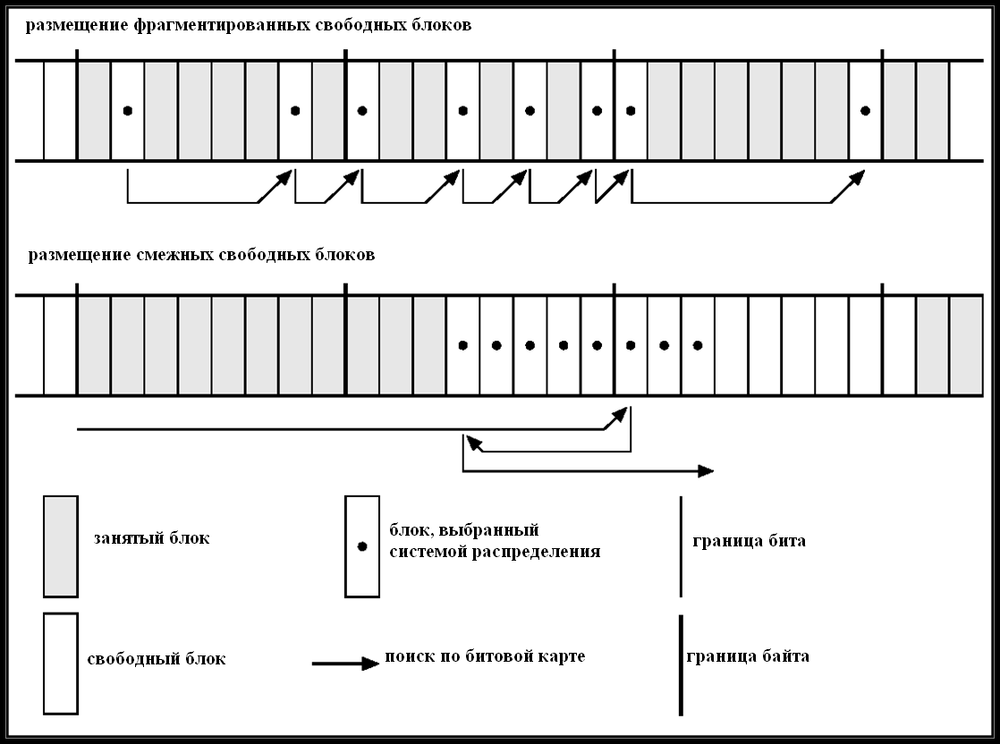 размещение фрагментированных свободных блоков
размещение смежных свободных блоков
занятый блок
блок, выбранный
системой распределения
граница бита
свободный блок
поиск по битовой карте
граница байта